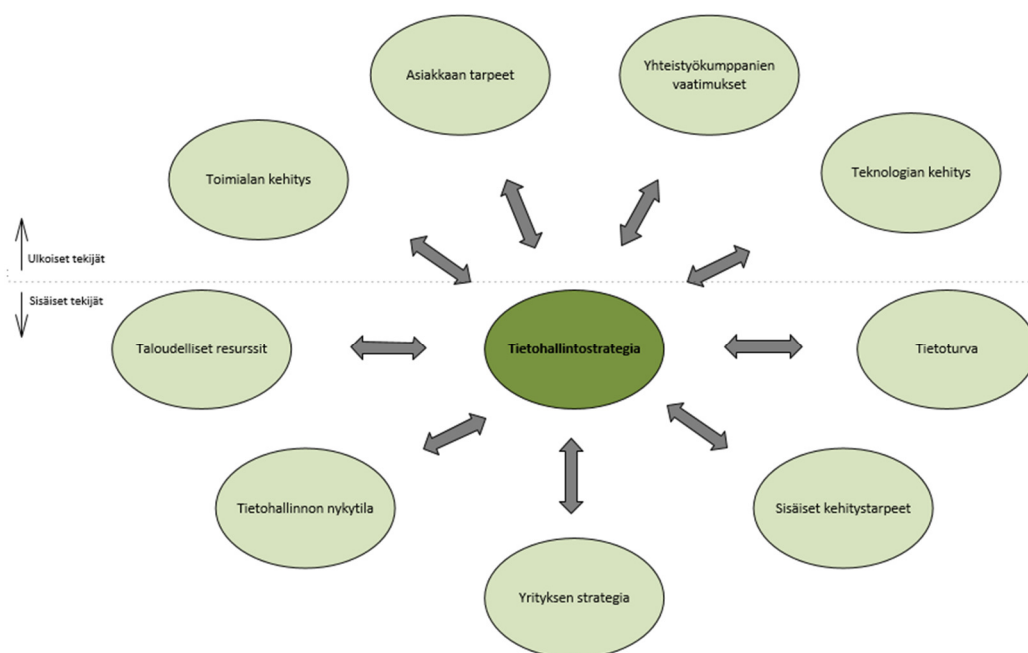 Asiakkaan tarpeet
Yhteistyökumppanien
vaatimukset
Toimialan kehitys
Teknologian kehitys
Ulkoiset tekijät
Sisäiset tekijät
Taloudelliset resurssit
Tietohallintostrategia
Tietoturva
Tietohallinnon nykytila
Sisäiset kehitystarpeet
Yrityksen strategia